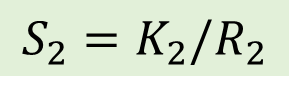 S₂ = K₂/R₂